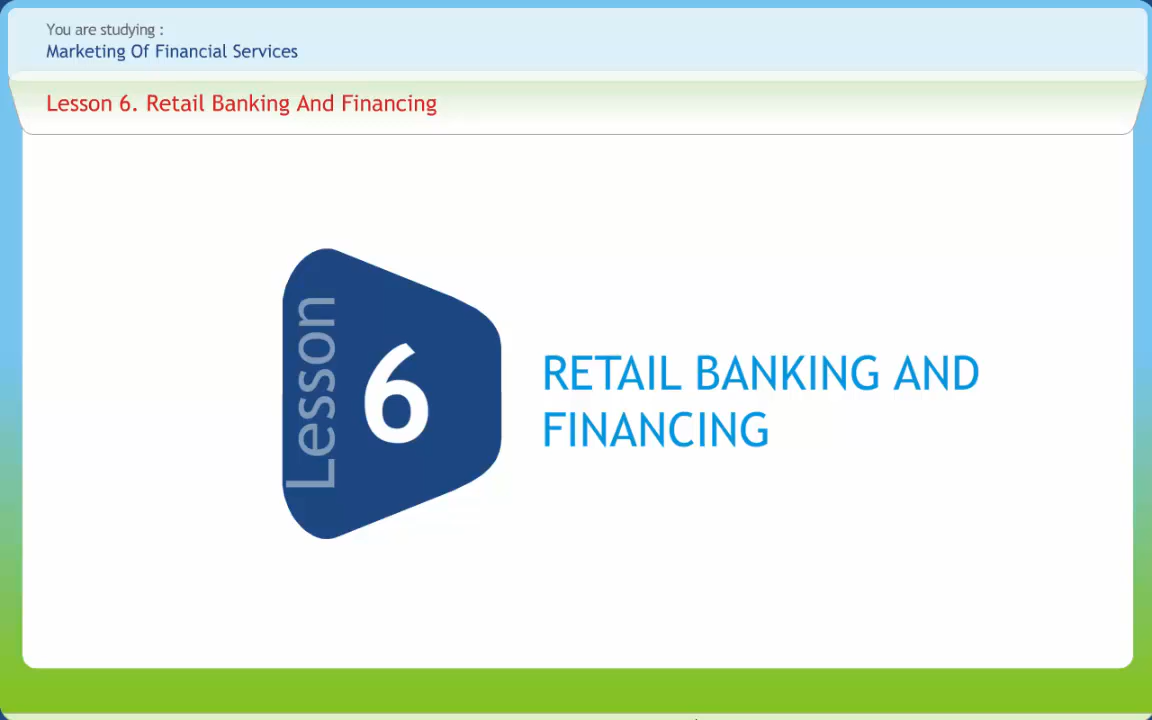 You are studying :
Marketing Of Financial Services
Lesson 6. Retail Banking And Financing
Lesson
6
RETAIL BANKING AND
FINANCING